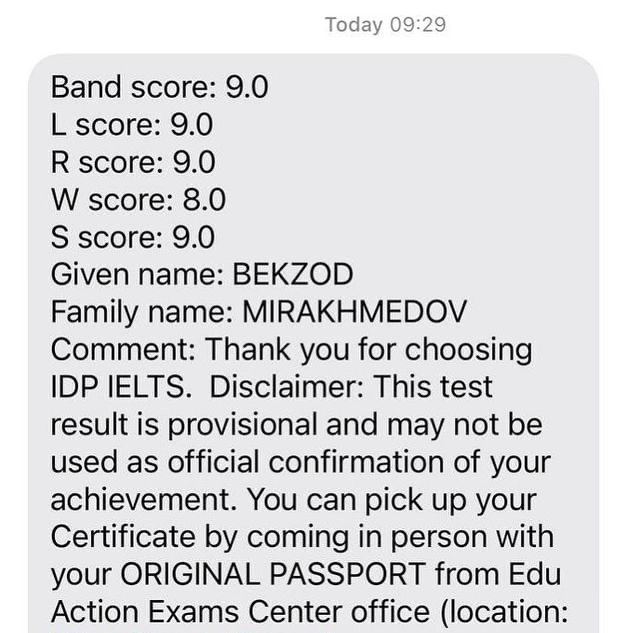 Today 09:29
Band score: 9.0
L score: 9.0
R score: 9.0
W score: 8.0
S score: 9.0
Given name: BEKZOD
Family name: MIRAKHMEDOV
Comment: Thank you for choosing
IDP IELTS.  Disclaimer: This test
result is provisional and may not be
used as official confirmation of your
achievement. You can pick up your
Certificate by coming in person with
your ORIGINAL PASSPORT from Edu
Action Exams Center office (location: